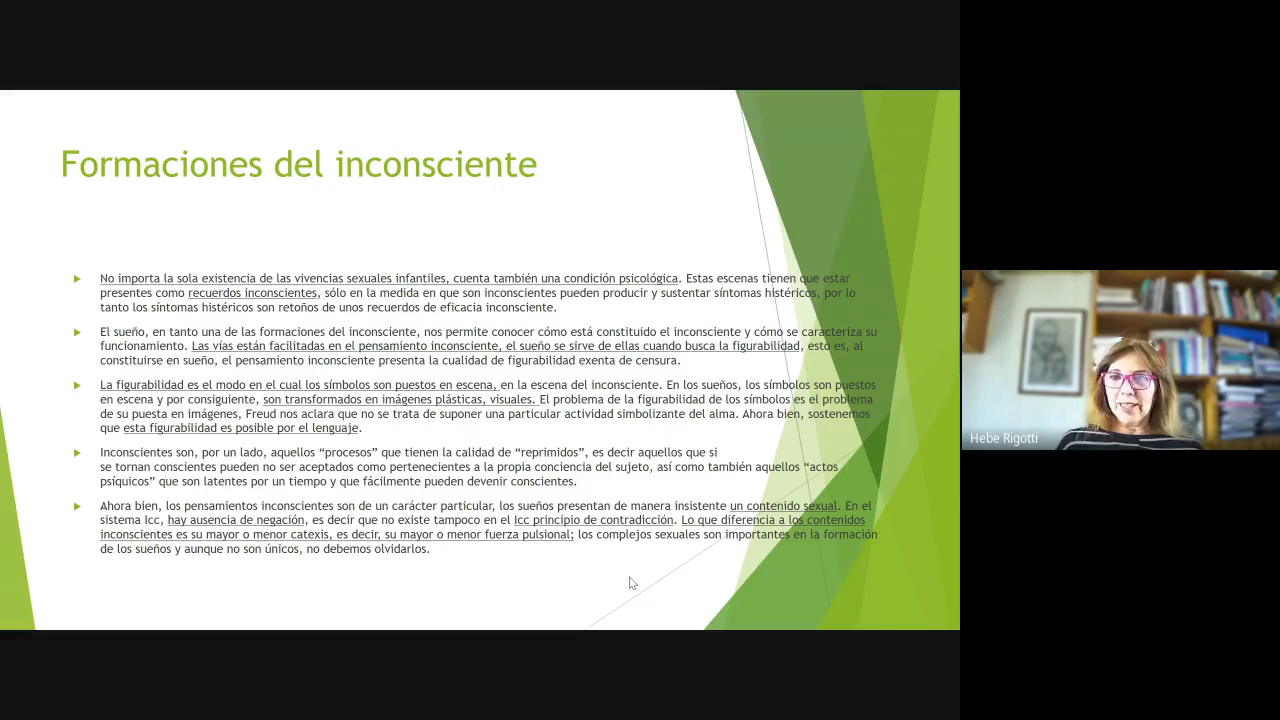 Formaciones del inconsciente
No importa la sola existencia de las vivencias sexuales infantiles, cuenta también una condición psicológica. Estas escenas tienen que estar
presentes como recuerdos inconscientes, sólo en la medida en que son inconscientes pueden producir y sustentar síntomas histéricos, por lo
tanto los síntomas histéricos son retoños de unos recuerdos de eficacia inconsciente.
El sueño, en tanto una de las formaciones del inconsciente, nos permite conocer cómo está constituido el inconsciente y cómo se caracteriza su
funcionamiento. Las vías están facilitadas en el pensamiento inconsciente, el sueño se sirve de ellas cuando busca la figurabilidad, esto es, al
constituirse en sueño, el pensamiento inconsciente presenta la cualidad de figurabilidad exenta de censura.
La figurabilidad es el modo en el cual los símbolos son puestos en escena, en la escena del inconsciente. En los sueños, los símbolos son puestos
en escena y por consiguiente, son transformados en imágenes plásticas, visuales. El problema de la figurabilidad de los símbolos es el problema
de su puesta en imágenes, Freud nos aclara que no se trata de suponer una particular actividad simbolizante del alma. Ahora bien, sostenemos
que esta figurabilidad es posible por el lenguaje.
Inconscientes son, por un lado, aquellos “procesos” que tienen la calidad de “reprimidos”, es decir aquellos que si
se tornan conscientes pueden no ser aceptados como pertenecientes a la propia conciencia del sujeto, así como también aquellos “actos
psíquicos” que son latentes por un tiempo y que fácilmente pueden devenir conscientes.
Ahora bien, los pensamientos inconscientes son de un carácter particular, los sueños presentan de manera insistente un contenido sexual. En el
sistema Icc, hay ausencia de negación, es decir que no existe tampoco en el Icc principio de contradicción. Lo que diferencia a los contenidos
inconscientes es su mayor o menor catexis, es decir, su mayor o menor fuerza pulsional; los complejos sexuales son importantes en la formación
de los sueños y aunque no son únicos, no debemos olvidarlos.
Hebe Rigotti